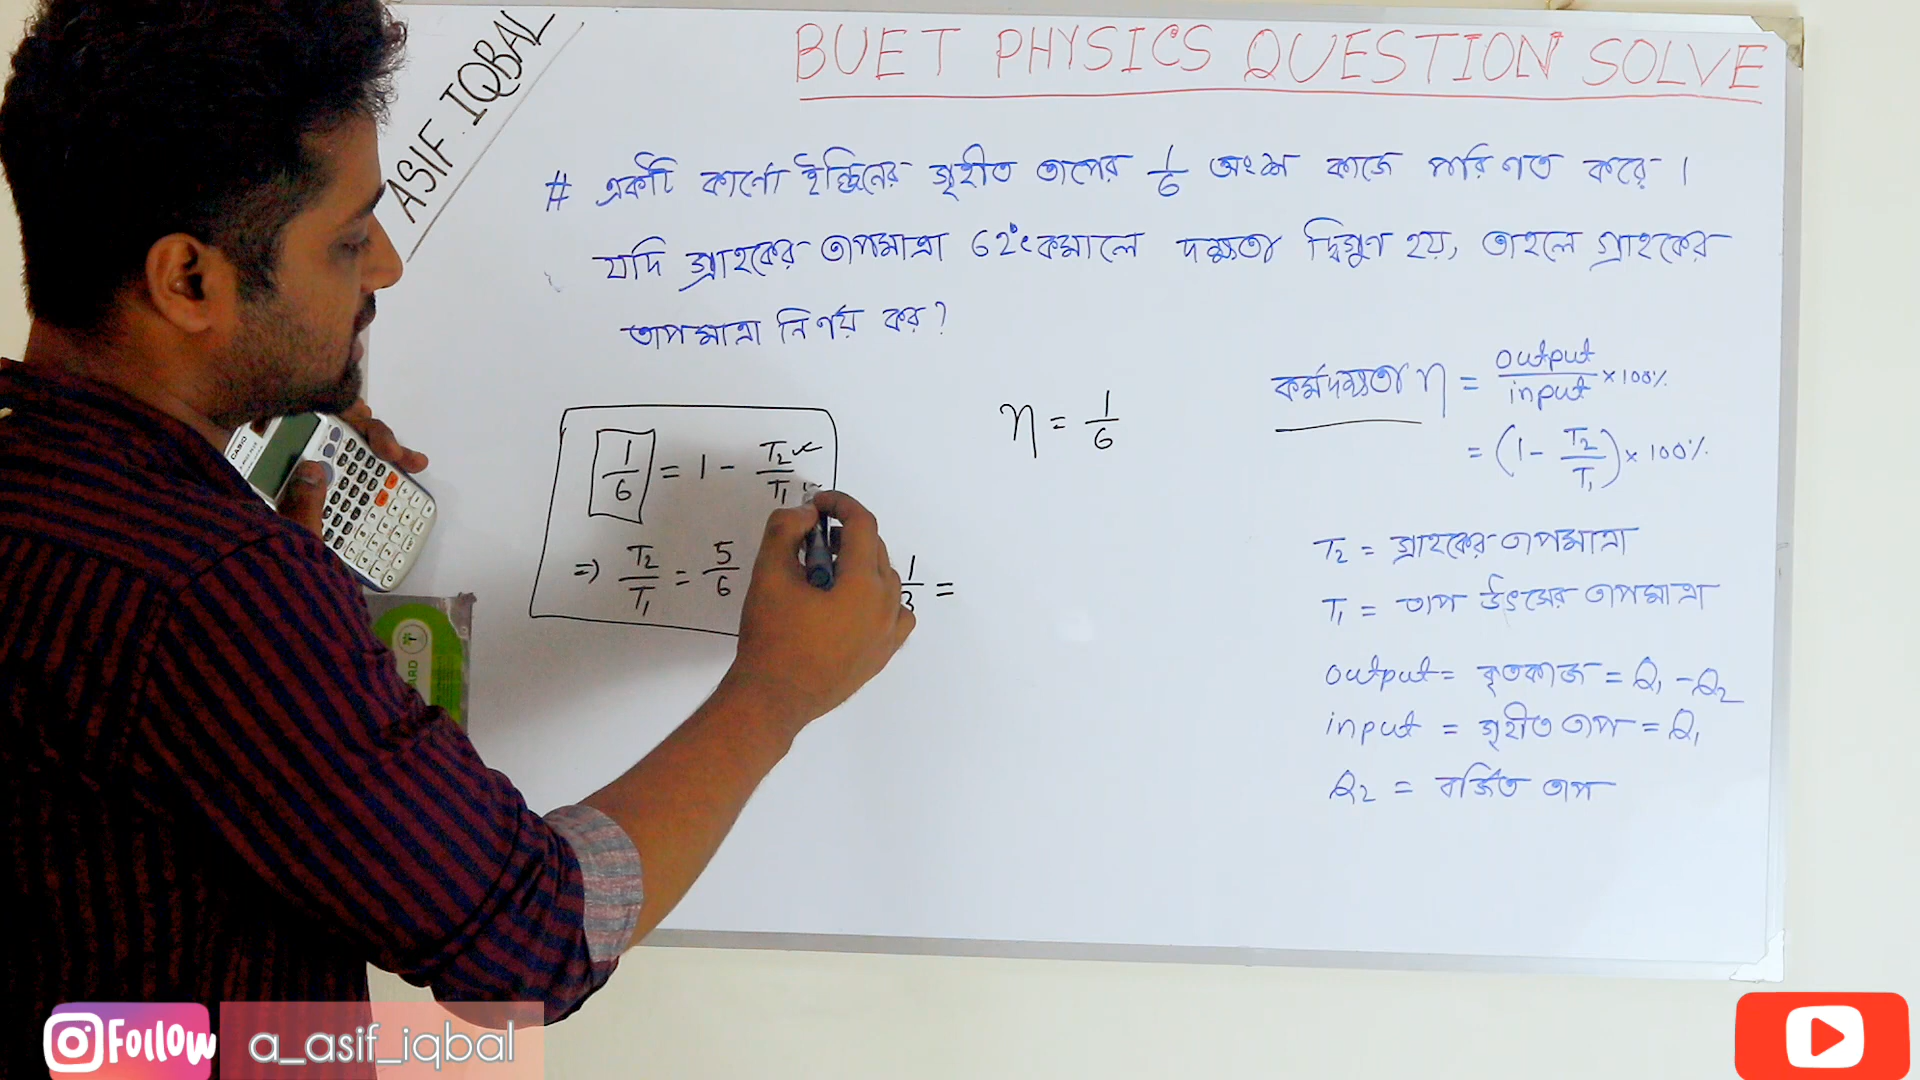 ASIF IQBAL
BUET PHYSICS QUESTION SOLVE
# একটি কার্নো ইঞ্জিনের গৃহীত তাপের 1/6 অংশ কাজে পরিণত করে।
যদি গ্রাহকের তাপমাত্রা 62°c কমালে দক্ষতা দ্বিগুণ হয়, তাহলে গ্রাহকের
তাপমাত্রা নির্ণয় কর?
কর্মদক্ষতা η = output/input × 100%
= (1 - T2/T1) × 100%
η = 1/6
1/6 = 1 - T2/T1
=> T2/T1 = 5/6
1/3 =
T2 = গ্রাহকের তাপমাত্রা
T1 = তাপ উৎসের তাপমাত্রা
output = কৃতকাজ = Q1 - Q2
input = গৃহীত তাপ = Q1
Q2 = বর্জিত তাপ
CASIO
Follow a_asif_iqbal